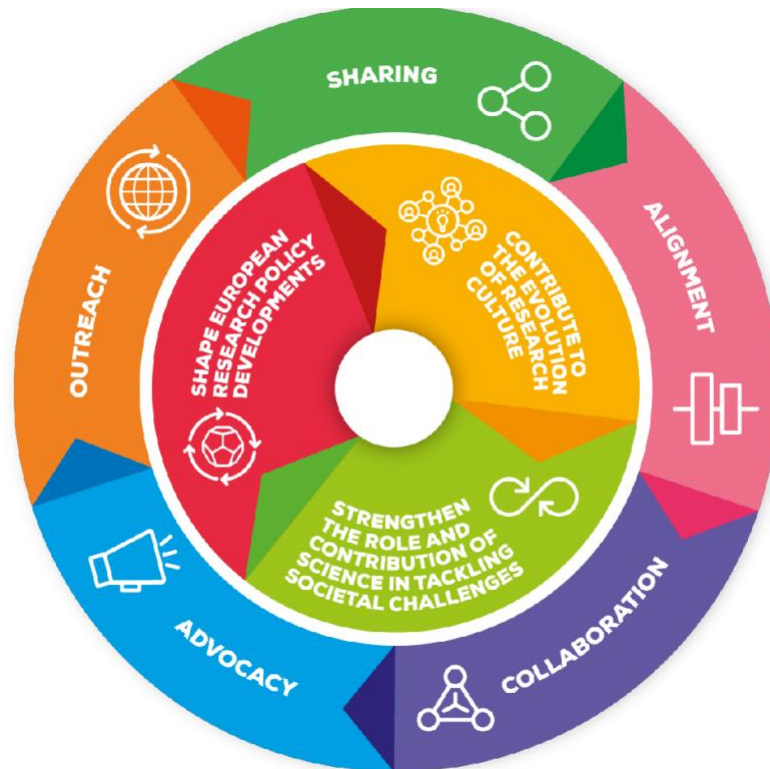 SHARING
ALIGNMENT
COLLABORATION
ADVOCACY
OUTREACH
SHAPE EUROPEAN
RESEARCH POLICY
DEVELOPMENTS
CONTRIBUTE TO
THE EVOLUTION
OF RESEARCH
CULTURE
STRENGTHEN
THE ROLE AND
CONTRIBUTION OF
SCIENCE IN TACKLING
SOCIETAL CHALLENGES